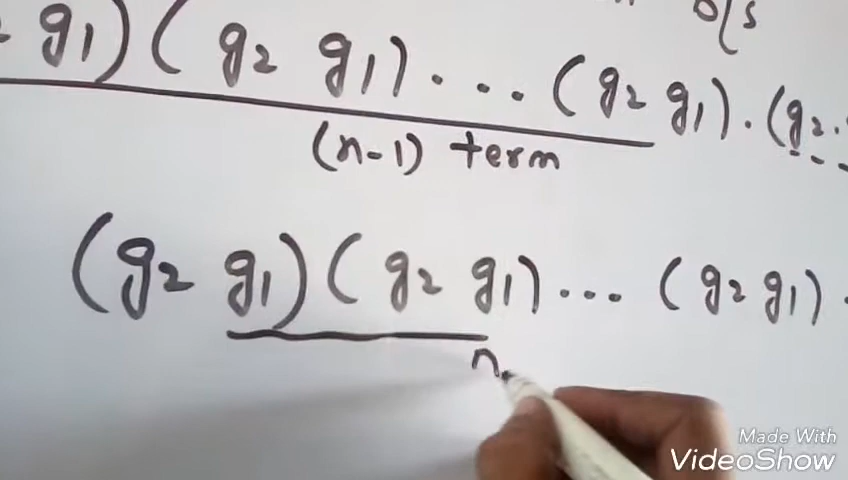 g₁) (g₂ g₁) ... (g₂ g₁) . (g₂.
(n-1) term
(g₂ g₁) (g₂ g₁) ... (g₂ g₁) .
n
Made With
VideoShow